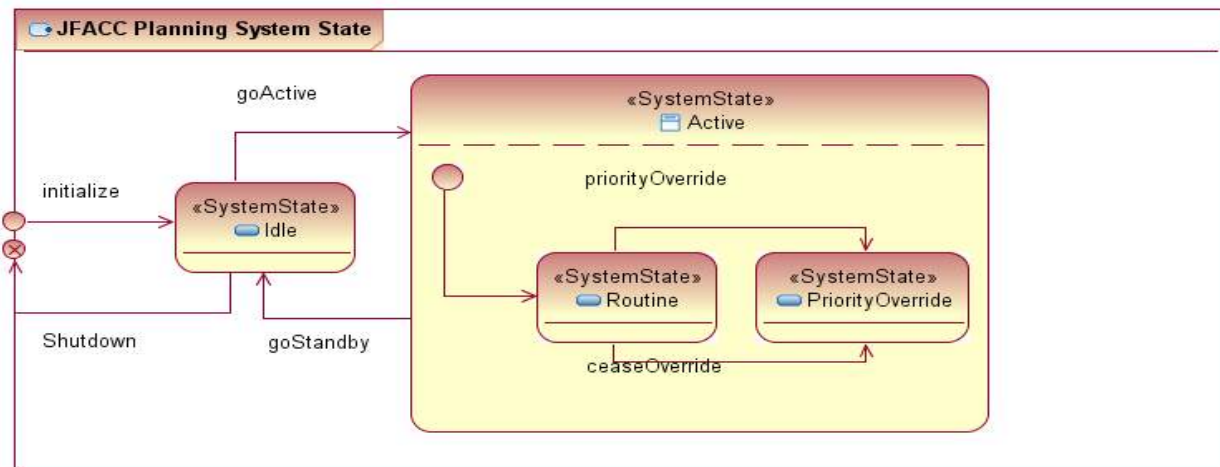 JFACC Planning System State
goActive
«SystemState»
Active
initialize
priorityOverride
«SystemState»
Idle
«SystemState»
Routine
«SystemState»
PriorityOverride
Shutdown
goStandby
ceaseOverride